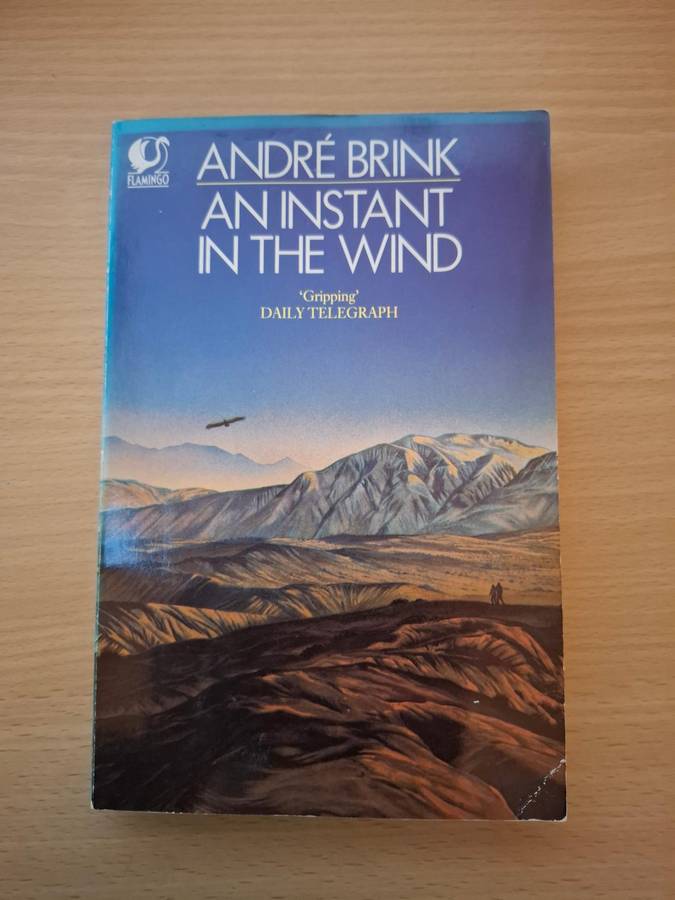 FLAMINGO
ANDRÉ BRINK
AN INSTANT
IN THE WIND
‘Gripping’
DAILY TELEGRAPH